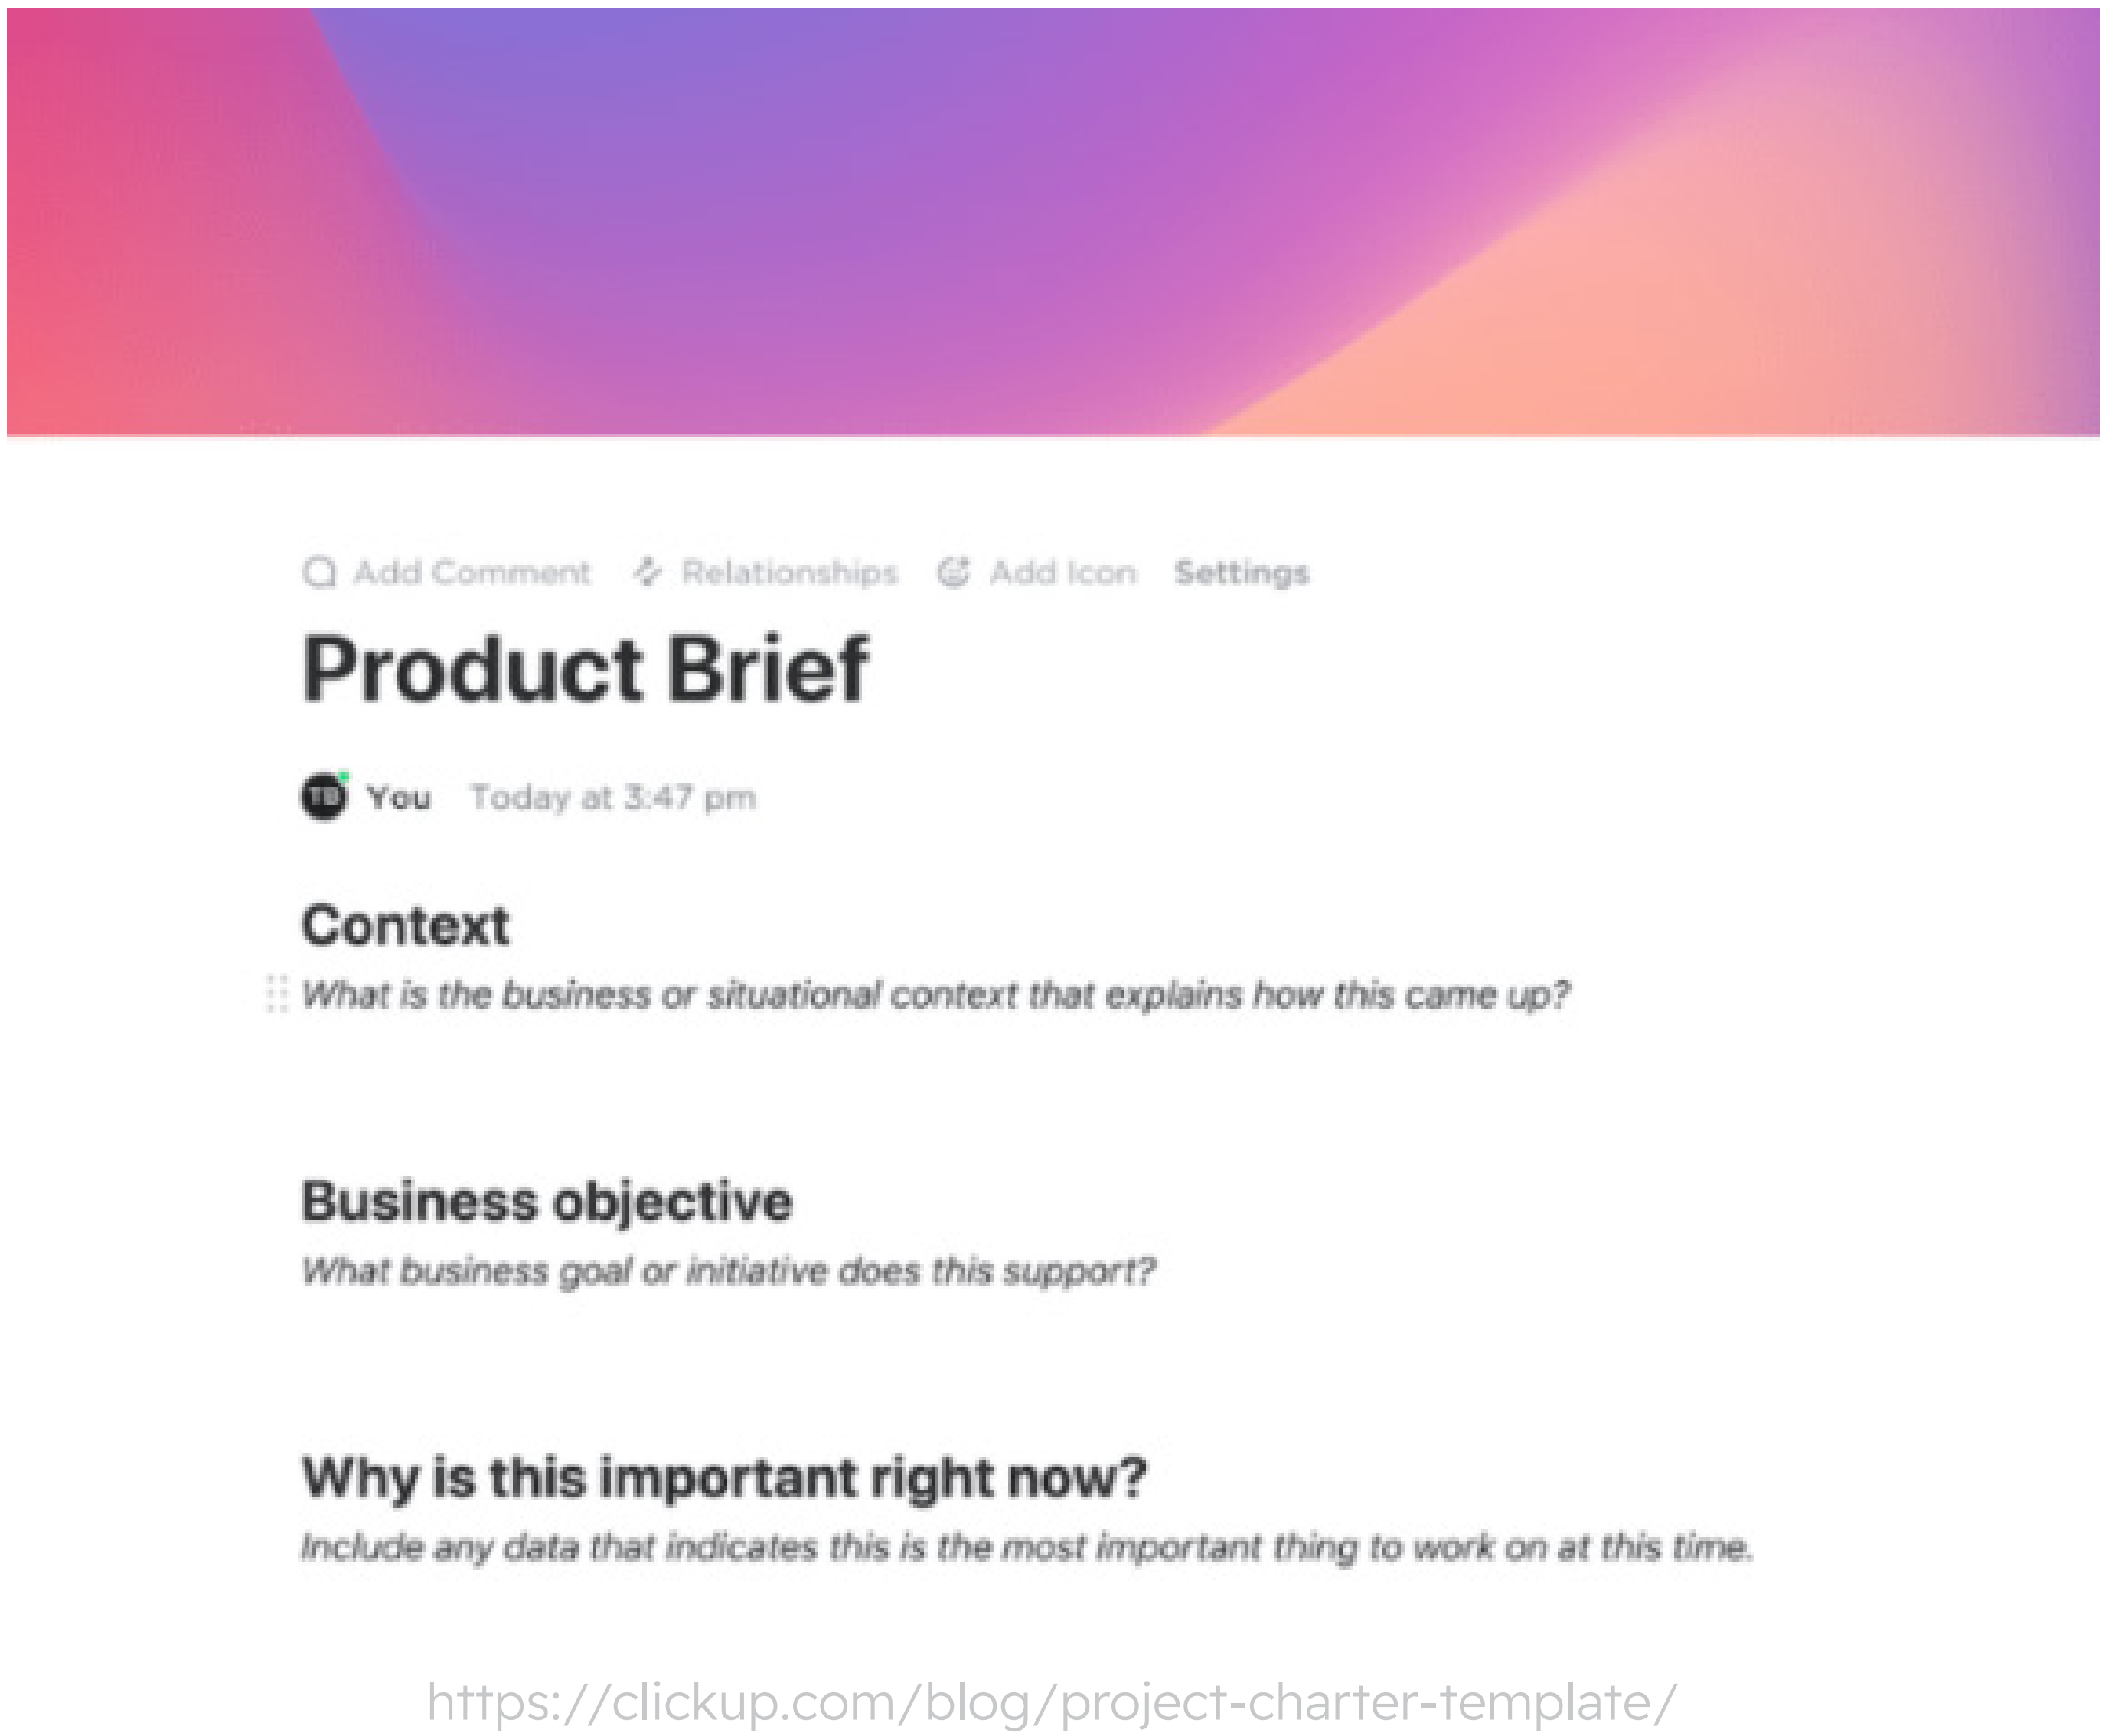 Add Comment Relationships Add Icon Settings
Product Brief
TB You Today at 3:47 pm
Context
What is the business or situational context that explains how this came up?
Business objective
What business goal or initiative does this support?
Why is this important right now?
Include any data that indicates this is the most important thing to work on at this time.
https://clickup.com/blog/project-charter-template/